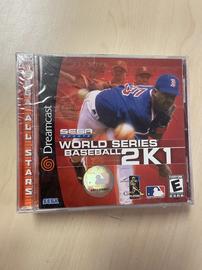 Dreamcast
SEGA
SPORTS
WORLD SERIES
BASEBALL 2K1
ALL STARS
SEGA
E